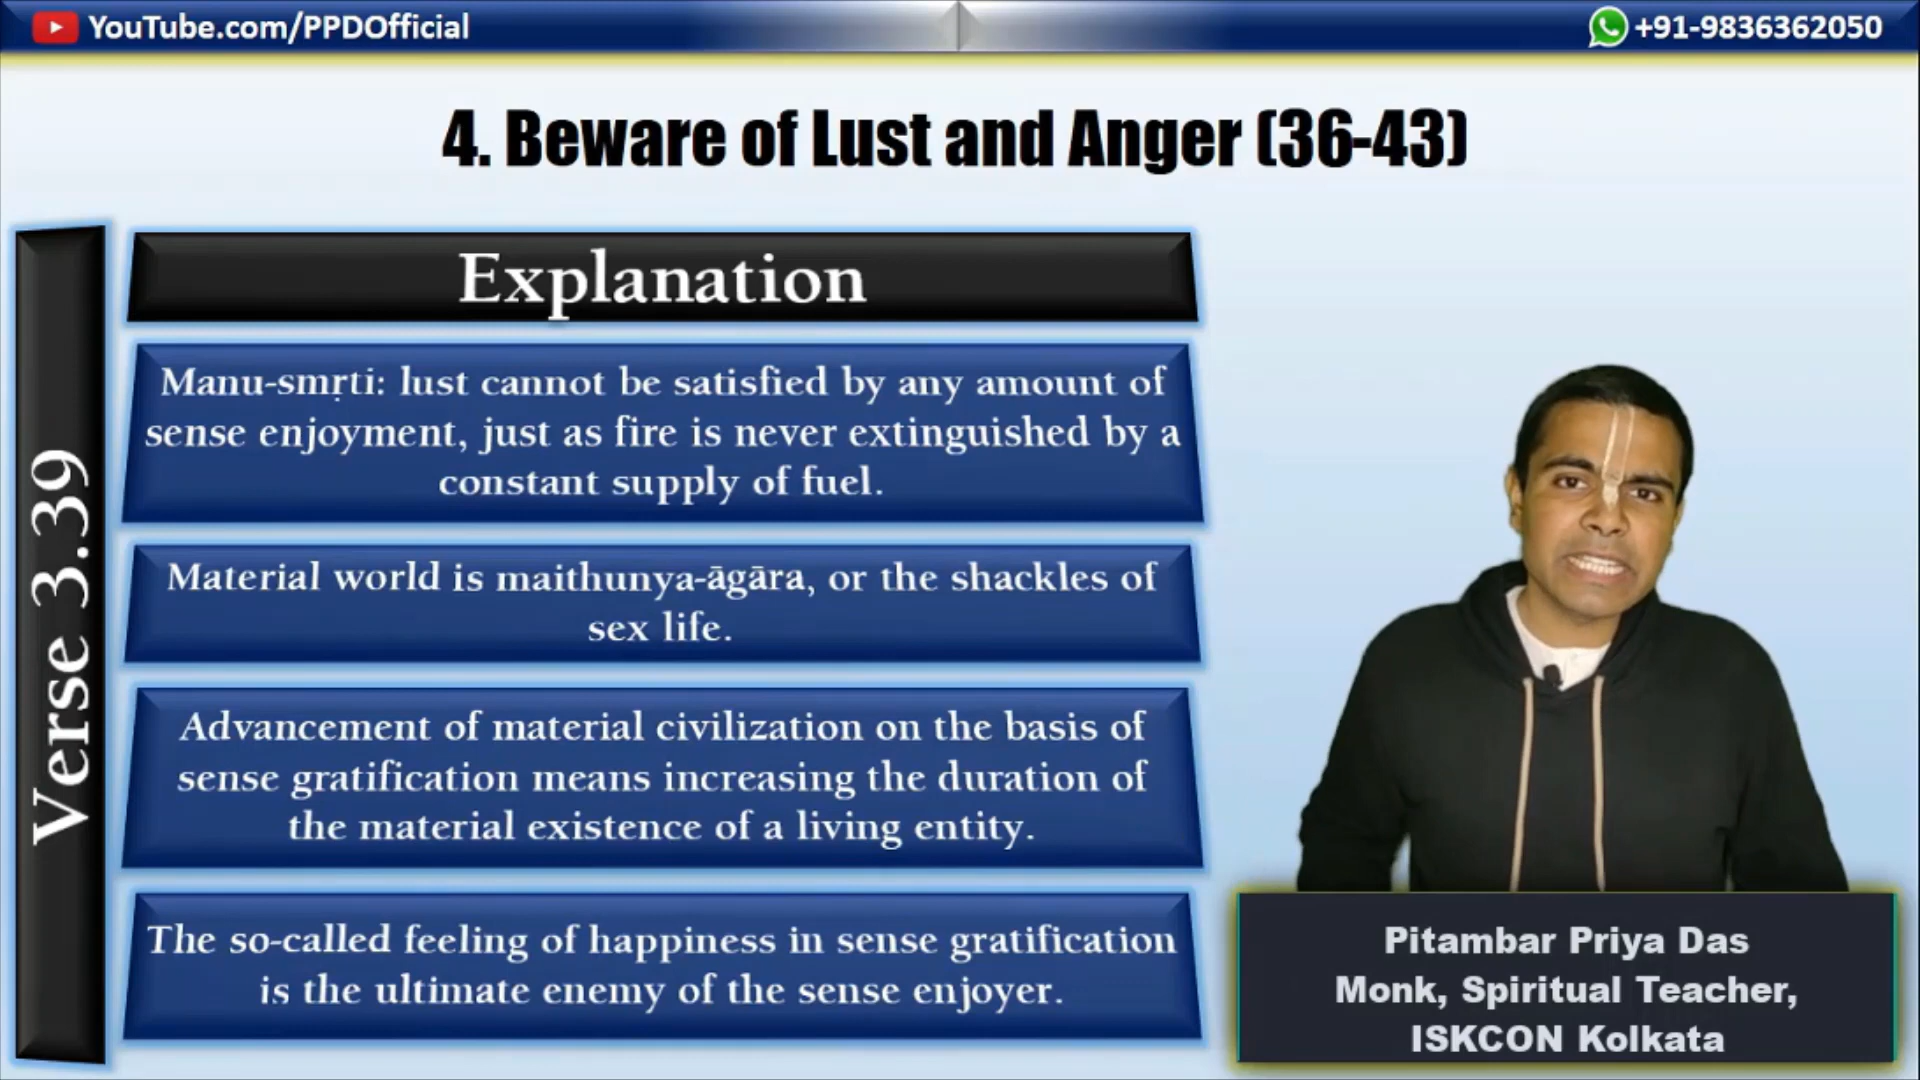 YouTube.com/PPDOfficial
+91-9836362050
4. Beware of Lust and Anger (36-43)
Verse 3.39
Explanation
Manu-smṛti: lust cannot be satisfied by any amount of
sense enjoyment, just as fire is never extinguished by a
constant supply of fuel.
Material world is maithunya-āgāra, or the shackles of
sex life.
Advancement of material civilization on the basis of
sense gratification means increasing the duration of
the material existence of a living entity.
The so-called feeling of happiness in sense gratification
is the ultimate enemy of the sense enjoyer.
Pitambar Priya Das
Monk, Spiritual Teacher,
ISKCON Kolkata